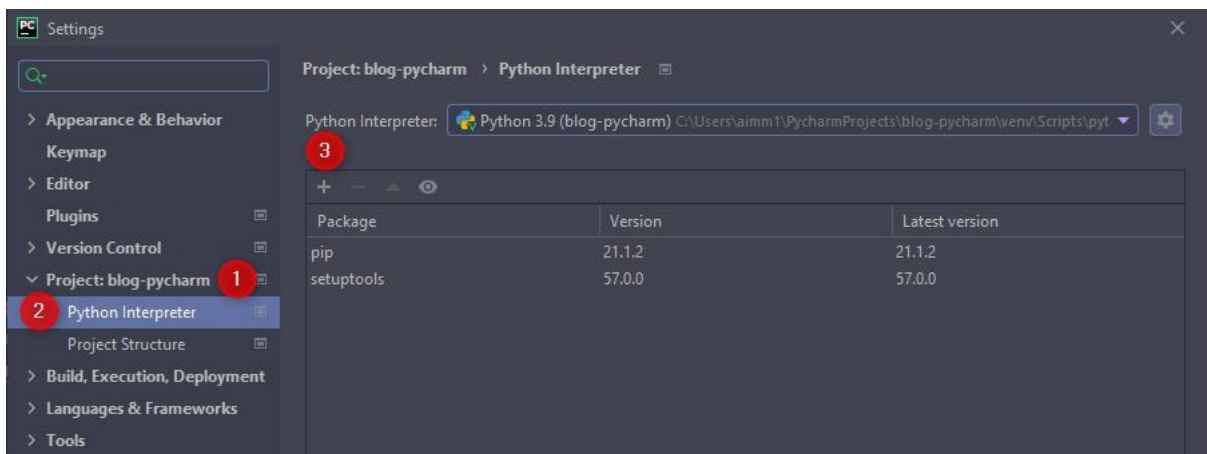 PC Settings
Project: blog-pycharm › Python Interpreter
> Appearance & Behavior
Python Interpreter: Python 3.9 (blog-pycharm) C:\Users\aimm1\PycharmProjects\blog-pycharm\venv\Scripts\pyt
Keymap
3
> Editor
Plugins
> Version Control
Project: blog-pycharm 1
2 Python Interpreter
Project Structure
> Build, Execution, Deployment
> Languages & Frameworks
> Tools
Package Version Latest version
pip 21.1.2 21.1.2
setuptools 57.0.0 57.0.0